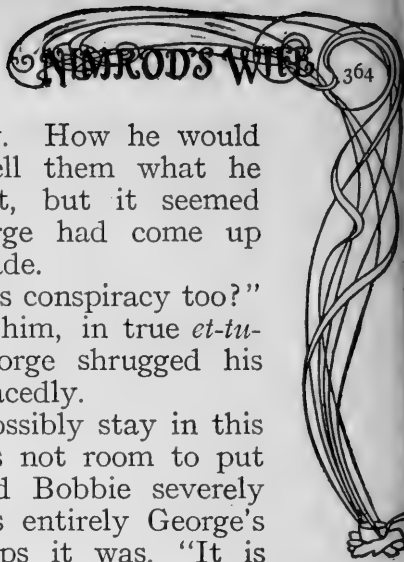 NIMROD'S WIFE
364
. How he would
ell them what he
t, but it seemed
rge had come up
de.
s conspiracy too?"
him, in true et-tu-
orge shrugged his
acedly.
ossibly stay in this
s not room to put
d Bobbie severely
s entirely George's
ps it was. "It is